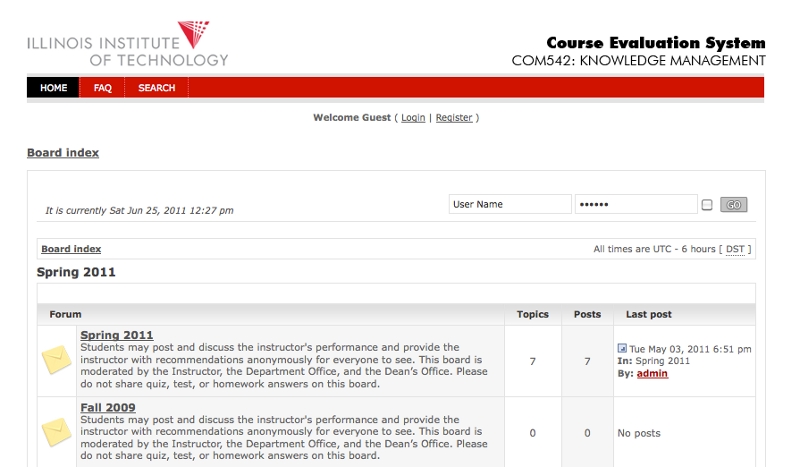 ILLINOIS INSTITUTE
OF TECHNOLOGY
Course Evaluation System
COM542: KNOWLEDGE MANAGEMENT
HOME FAQ SEARCH
Welcome Guest ( Login | Register )
Board index
It is currently Sat Jun 25, 2011 12:27 pm
User Name •••••• GO
Board index All times are UTC - 6 hours [ DST ]
Spring 2011
Forum Topics Posts Last post
Spring 2011
Students may post and discuss the instructor's performance and provide the
instructor with recommendations anonymously for everyone to see. This board is
moderated by the Instructor, the Department Office, and the Dean's Office. Please
do not share quiz, test, or homework answers on this board.
7 7
Tue May 03, 2011 6:51 pm
In: Spring 2011
By: admin
Fall 2009
Students may post and discuss the instructor's performance and provide the
instructor with recommendations anonymously for everyone to see. This board is
moderated by the Instructor, the Department Office, and the Dean's Office. Please
do not share quiz, test, or homework answers on this board.
0 0 No posts